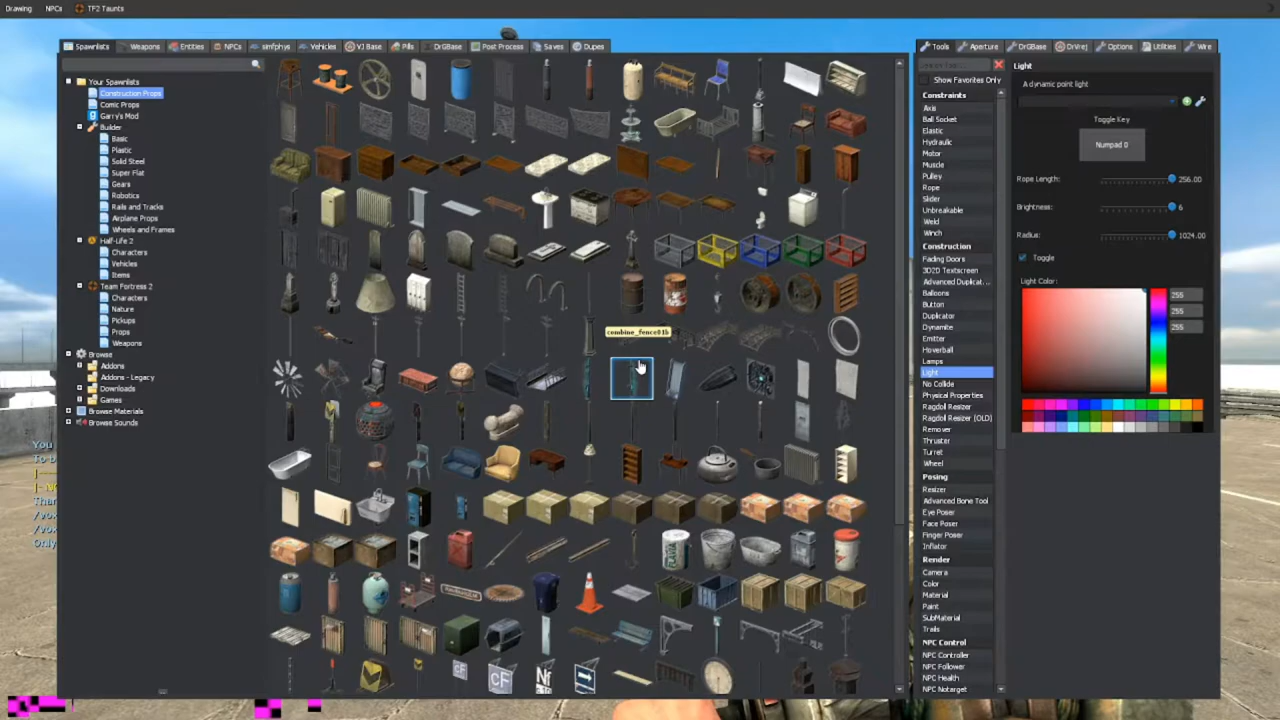 Drawing NPCs TF2 Taunts
Spawnlists Weapons Entities NPCs simfphys Vehicles VJ Base Pills DrGBase Post Process Saves Dupes
Your Spawnlists
Construction Props
Comic Props
Garry's Mod
Builder
Basic
Plastic
Solid Steel
Super Flat
Gears
Robotics
Rails and Tracks
Airplane Props
Wheels and Frames
Half-Life 2
Characters
Vehicles
Items
Team Fortress 2
Characters
Nature
Pickups
Props
Weapons
Browse
Addons
Addons - Legacy
Downloads
Games
Browse Materials
Browse Sounds
combine_fence01b
You
To b
Than
/vox
/vox
Only
Tools Aperture DrGBase DrVrej Options Utilities Wire
Show Favorites Only
Constraints
Axis
Ball Socket
Elastic
Hydraulic
Motor
Muscle
Pulley
Rope
Slider
Unbreakable
Weld
Winch
Construction
Fading Doors
3D2D Textscreen
Advanced Duplicat...
Balloons
Button
Duplicator
Dynamite
Emitter
Hoverball
Lamps
Light
No Collide
Physical Properties
Ragdoll Resizer
Ragdoll Resizer (OLD)
Remover
Thruster
Turret
Wheel
Posing
Resizer
Advanced Bone Tool
Eye Poser
Face Poser
Finger Poser
Inflator
Render
Camera
Color
Material
Paint
SubMaterial
Trails
NPC Control
NPC Controller
NPC Follower
NPC Health
NPC Notarget
Light
A dynamic point light
Toggle Key
Numpad 0
Rope Length: 256.00
Brightness: 6
Radius: 1024.00
Toggle
Light Color:
255
255
255